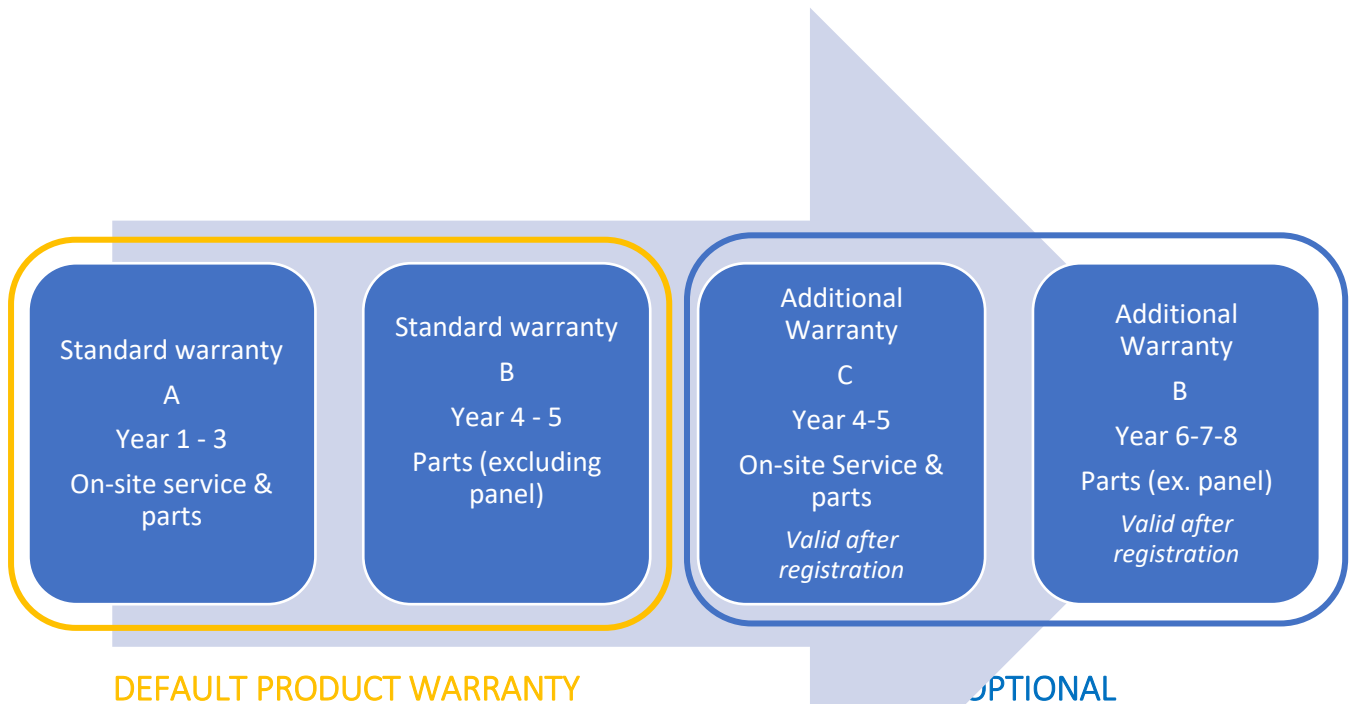 Standard warranty
A
Year 1 - 3
On-site service &
parts
Standard warranty
B
Year 4 - 5
Parts (excluding
panel)
Additional
Warranty
C
Year 4-5
On-site Service &
parts
Valid after
registration
Additional
Warranty
B
Year 6-7-8
Parts (ex. panel)
Valid after
registration
DEFAULT PRODUCT WARRANTY
OPTIONAL